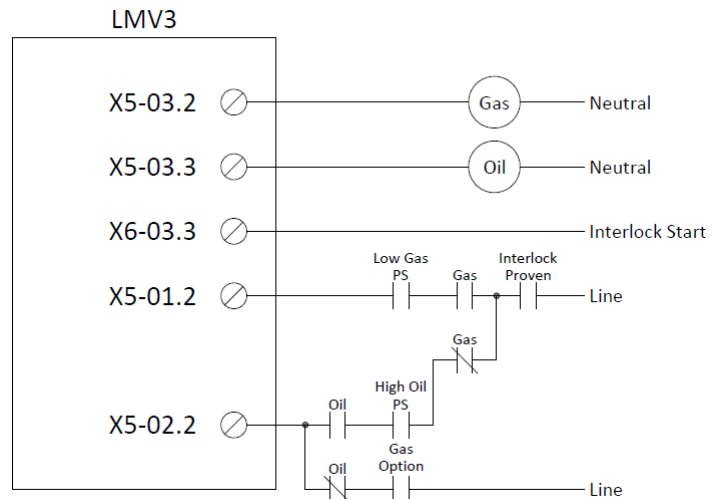 LMV3
X5-03.2
Gas
Neutral
X5-03.3
Oil
Neutral
X6-03.3
Interlock Start
Low Gas
PS
Gas
Interlock
Proven
X5-01.2
Line
Gas
High Oil
PS
Oil
X5-02.2
Gas
Option
Oil
Line